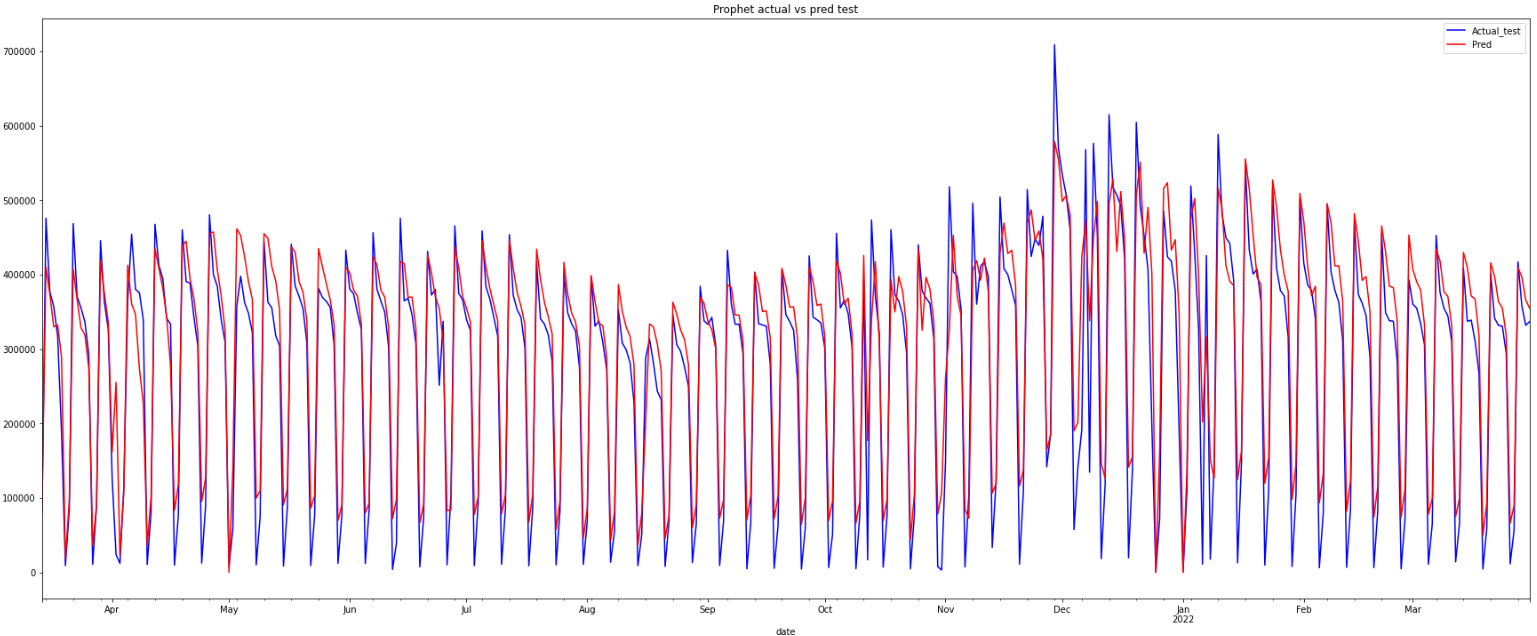 Prophet actual vs pred test
Actual_test
Pred
700000
600000
500000
400000
300000
200000
100000
0
Apr May Jun Jul Aug Sep Oct Nov Dec Jan Feb Mar
2022
date